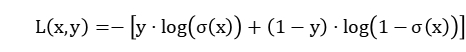 L(x,y) =− [y · log(σ(x)) + (1 − y) · log(1 − σ(x))]